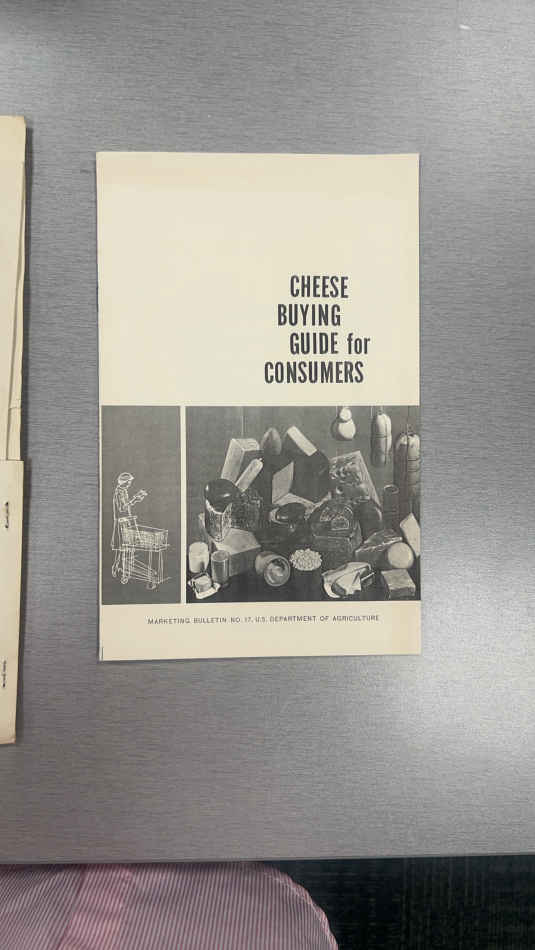 CHEESE
BUYING
GUIDE for
CONSUMERS
MARKETING BULLETIN NO. 17, U.S. DEPARTMENT OF AGRICULTURE